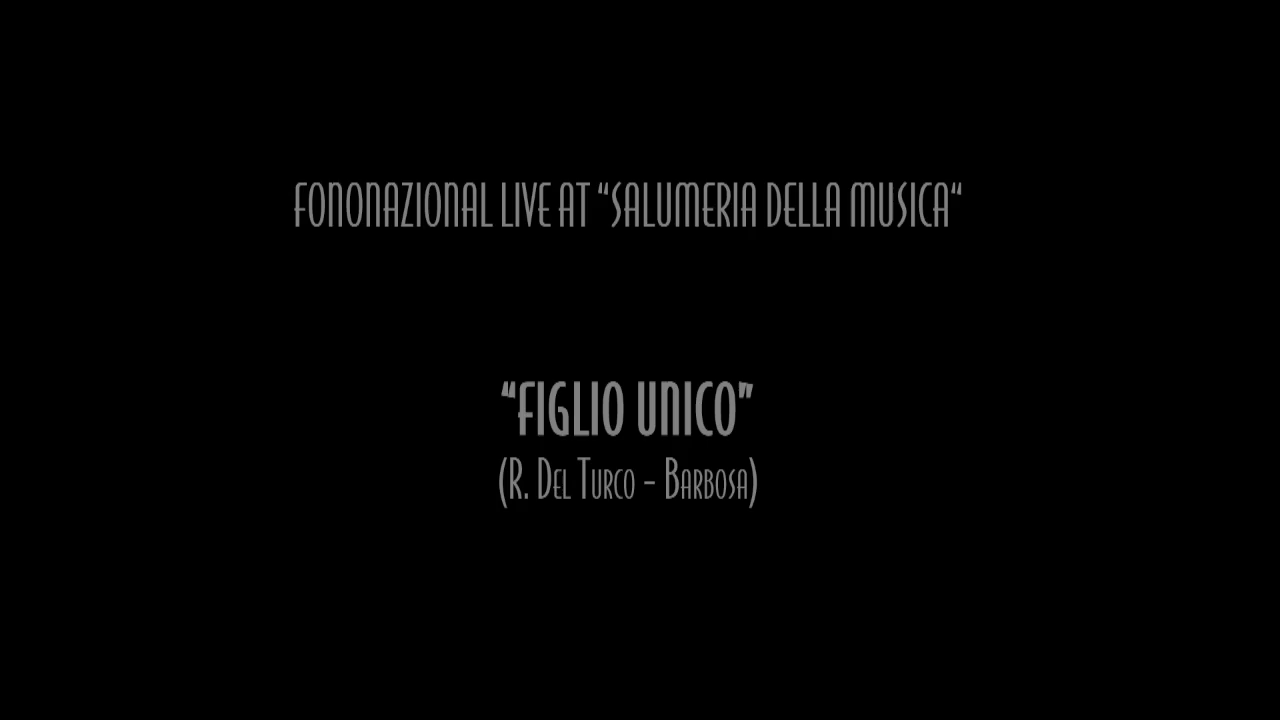 FONONAZIONAL LIVE AT “SALUMERIA DELLA MUSICA“
“FIGLIO UNICO”
(R. DEL TURCO - BARBOSA)